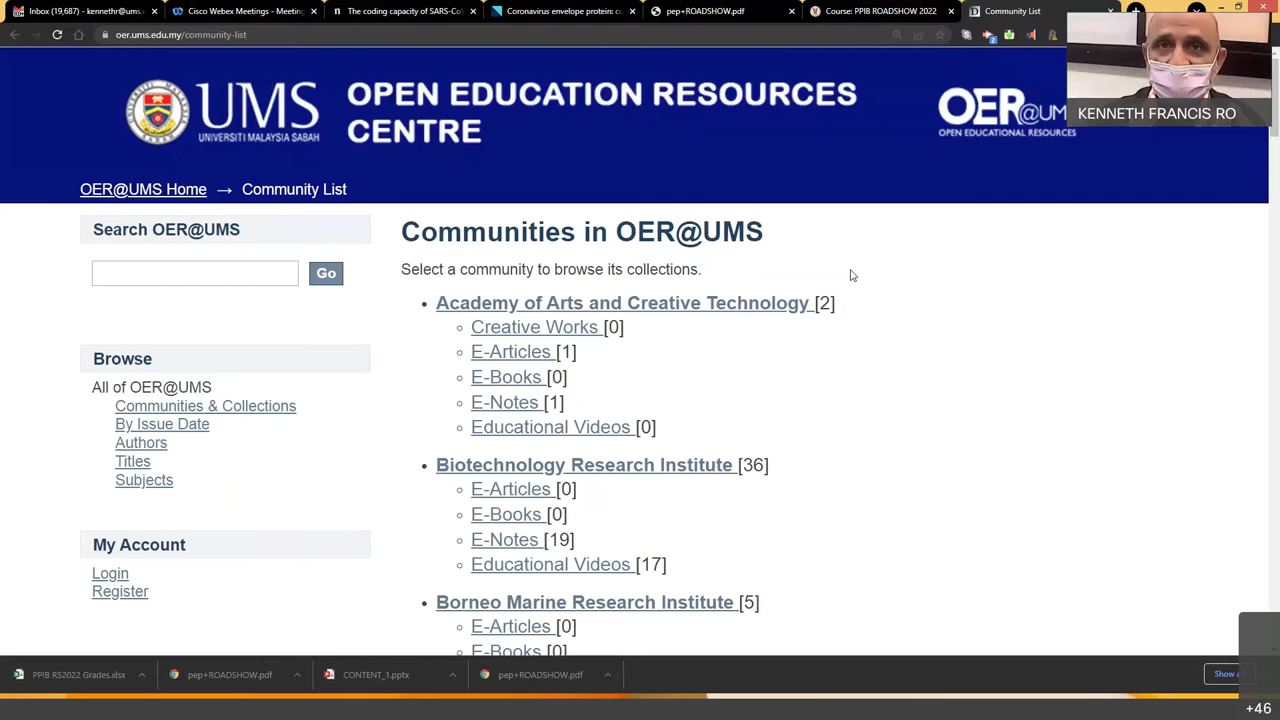 Inbox (19,687) - kennethr@ums.
Cisco Webex Meetings - Meeting
The coding capacity of SARS-CoV
Coronavirus envelope protein: cu
pep+ROADSHOW.pdf
Course: PPIB ROADSHOW 2022
Community List
oer.ums.edu.my/community-list
UMS
UNIVERSITI MALAYSIA SABAH
OPEN EDUCATION RESOURCES
CENTRE
OER@UM
OPEN EDUCATIONAL RESOURCES
KENNETH FRANCIS RO
OER@UMS Home → Community List
Search OER@UMS
Go
Browse
All of OER@UMS
Communities & Collections
By Issue Date
Authors
Titles
Subjects
My Account
Login
Register
Communities in OER@UMS
Select a community to browse its collections.
Academy of Arts and Creative Technology [2]
Creative Works [0]
E-Articles [1]
E-Books [0]
E-Notes [1]
Educational Videos [0]
Biotechnology Research Institute [36]
E-Articles [0]
E-Books [0]
E-Notes [19]
Educational Videos [17]
Borneo Marine Research Institute [5]
E-Articles [0]
E-Books [0]
PPIB RS2022 Grades.xlsx
pep+ROADSHOW.pdf
CONTENT_1.pptx
pep+ROADSHOW.pdf
Show a
+46